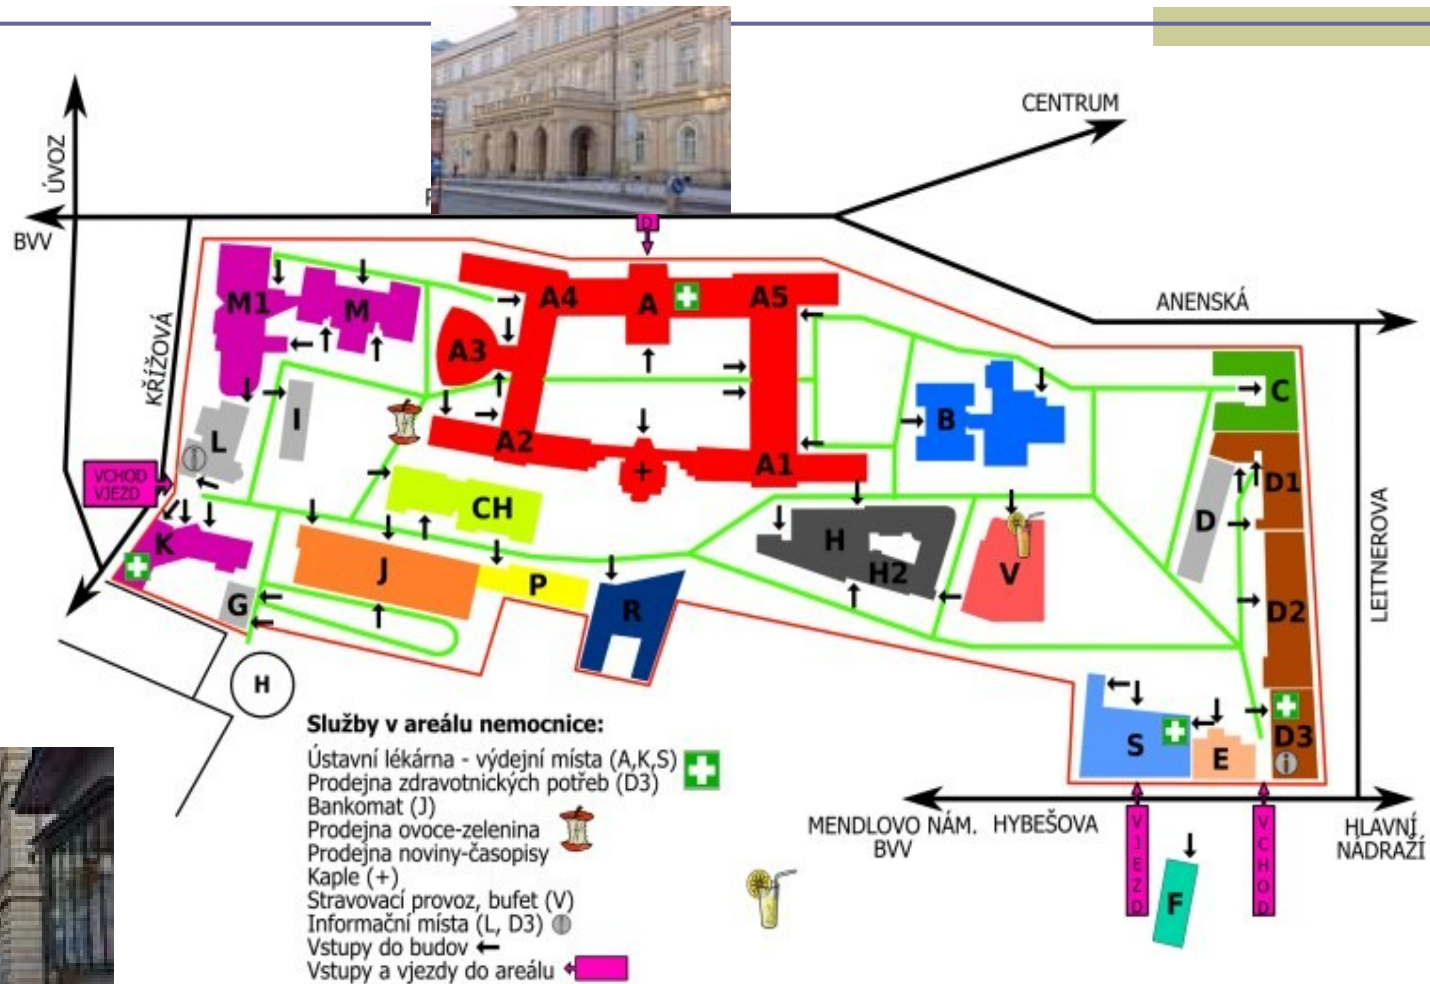 CENTRUM
ÚVOZ
BVV
D
ANENSKÁ
KŘÍŽOVÁ
LEITNEROVA
M1
M
A4
A
A5
A3
A2
+
A1
I
L
VCHOD
VJEZD
B
C
D1
D
D2
CH
K
G
J
P
R
H
H2
V
H
S
E
D3
Služby v areálu nemocnice:
Ústavní lékárna - výdejní místa (A,K,S)
Prodejna zdravotnických potřeb (D3)
Bankomat (J)
Prodejna ovoce-zelenina
Prodejna noviny-časopisy
Kaple (+)
Stravovací provoz, bufet (V)
Informační místa (L, D3)
Vstupy do budov
Vstupy a vjezdy do areálu
MENDLOVO NÁM.
BVV
HYBEŠOVA
VJEZD
VCHOD
F
HLAVNÍ
NÁDRAŽÍ